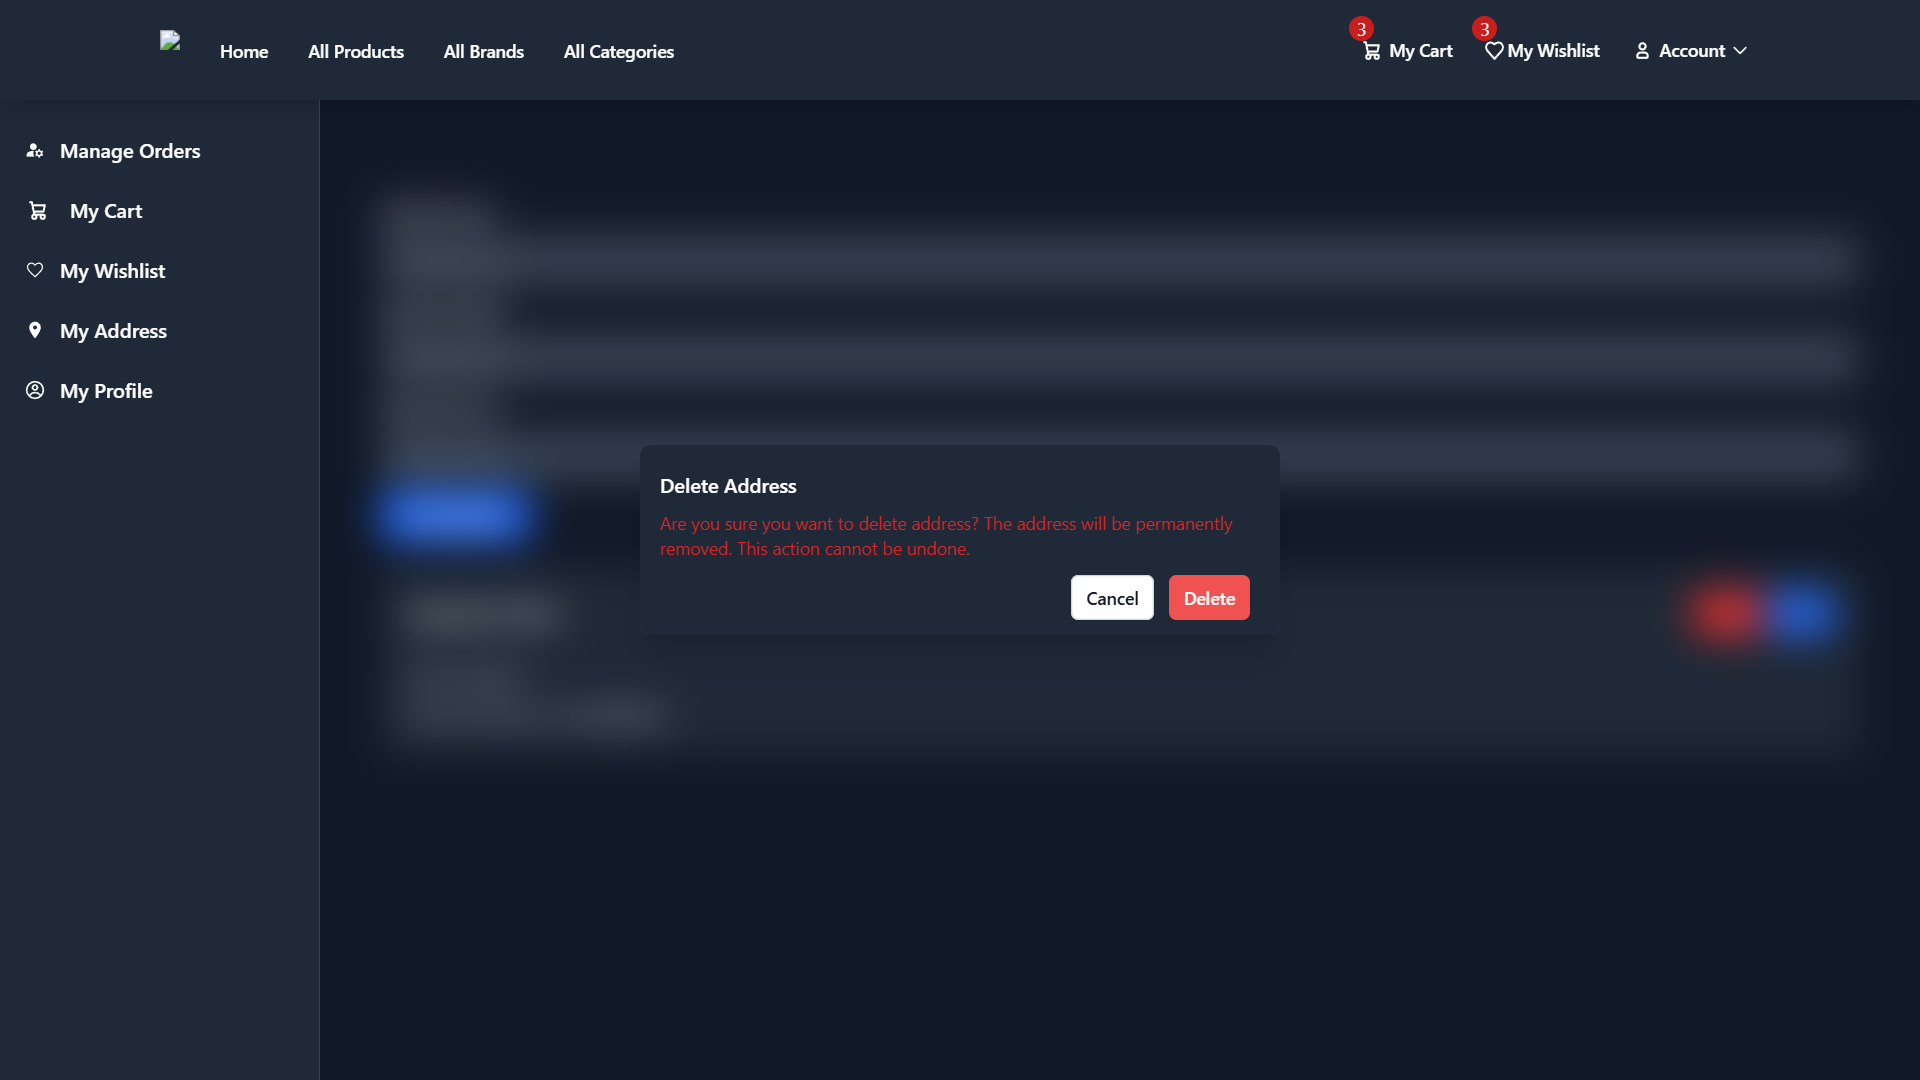 Home
All Products
All Brands
All Categories
3
My Cart
3
My Wishlist
Account
Manage Orders
My Cart
My Wishlist
My Address
My Profile
Delete Address
Are you sure you want to delete address? The address will be permanently
removed. This action cannot be undone.
Cancel
Delete